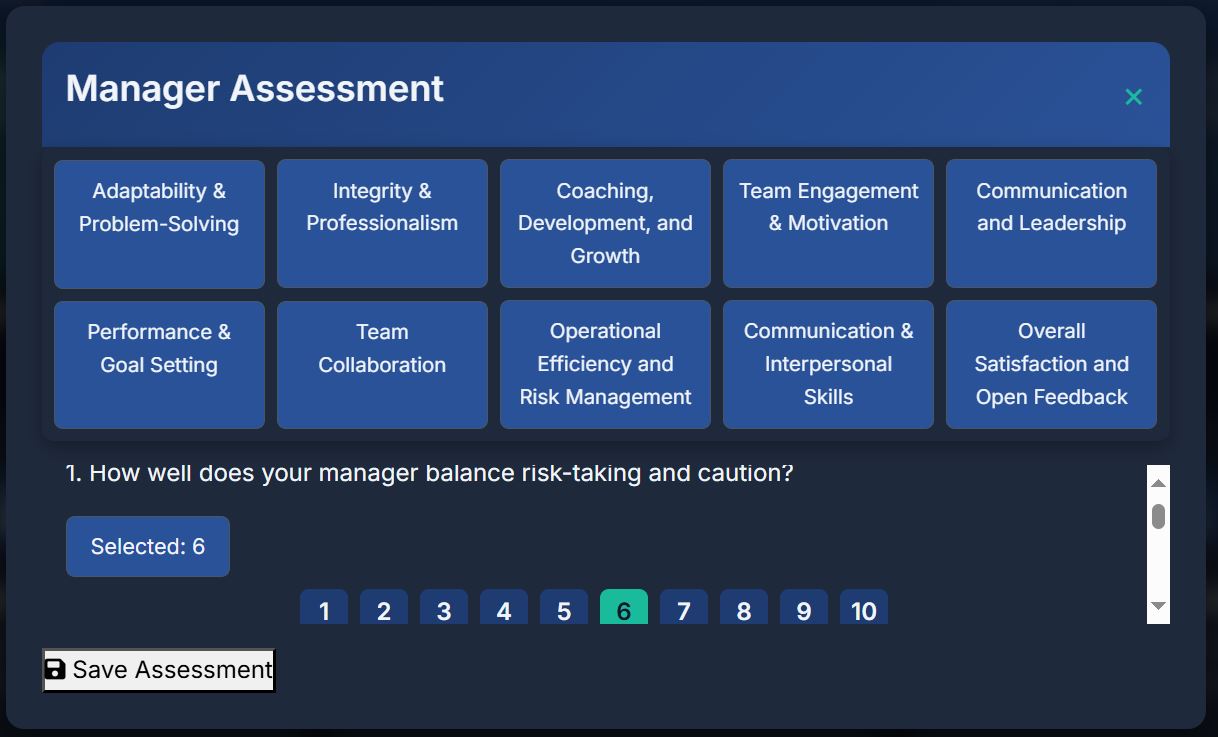 Manager Assessment
×
Adaptability &
Problem-Solving
Integrity &
Professionalism
Coaching,
Development, and
Growth
Team Engagement
& Motivation
Communication
and Leadership
Performance &
Goal Setting
Team
Collaboration
Operational
Efficiency and
Risk Management
Communication &
Interpersonal
Skills
Overall
Satisfaction and
Open Feedback
1. How well does your manager balance risk-taking and caution?
Selected: 6
1 2 3 4 5 6 7 8 9 10
Save Assessment